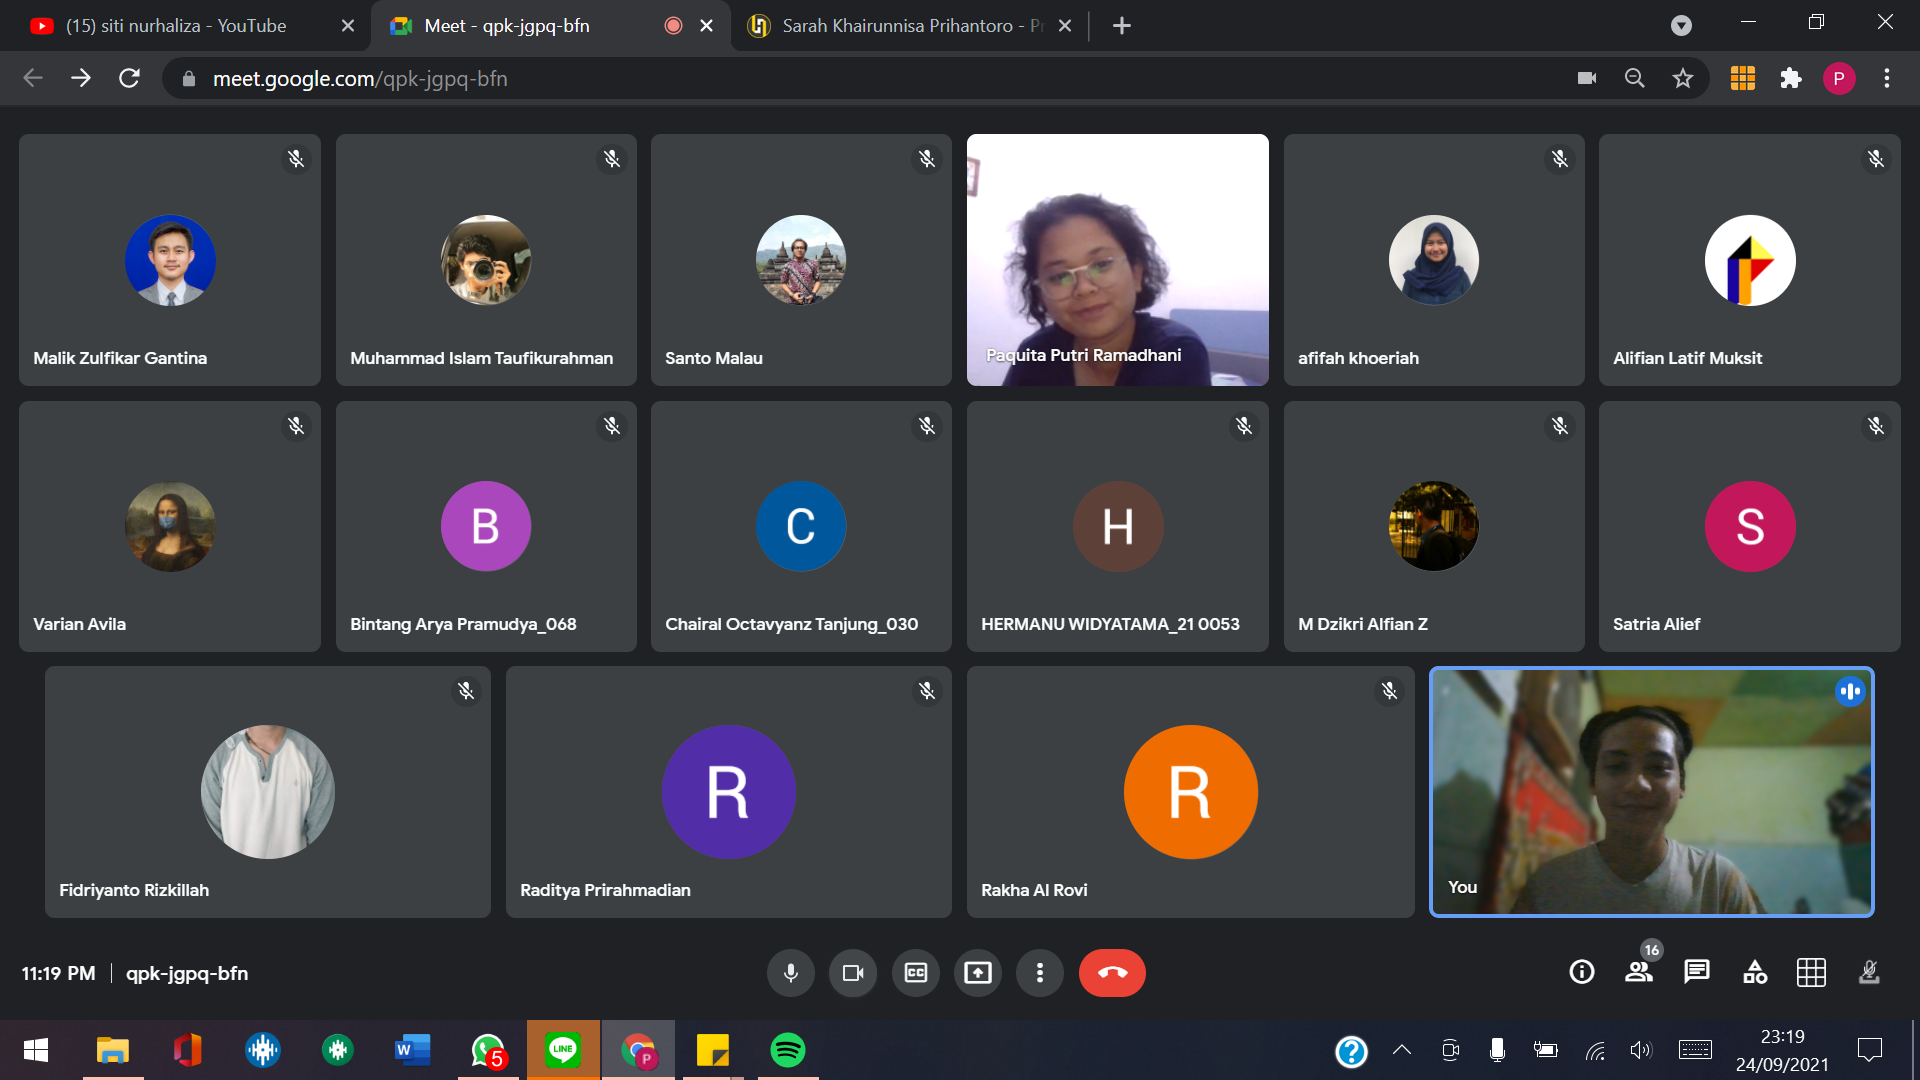 (15) siti nurhaliza - YouTube
Meet - qpk-jgpq-bfn
Sarah Khairunnisa Prihantoro - Pr
meet.google.com/qpk-jgpq-bfn
P
Malik Zulfikar Gantina
Muhammad Islam Taufikurahman
Santo Malau
Paquita Putri Ramadhani
afifah khoeriah
Alifian Latif Muksit
B
C
H
S
Varian Avila
Bintang Arya Pramudya_068
Chairal Octavyanz Tanjung_030
HERMANU WIDYATAMA_21 0053
M Dzikri Alfian Z
Satria Alief
R
R
Fidriyanto Rizkillah
Raditya Prirahmadian
Rakha Al Rovi
You
11:19 PM | qpk-jgpq-bfn
CC
16
W
5
LINE
P
?
23:19
24/09/2021